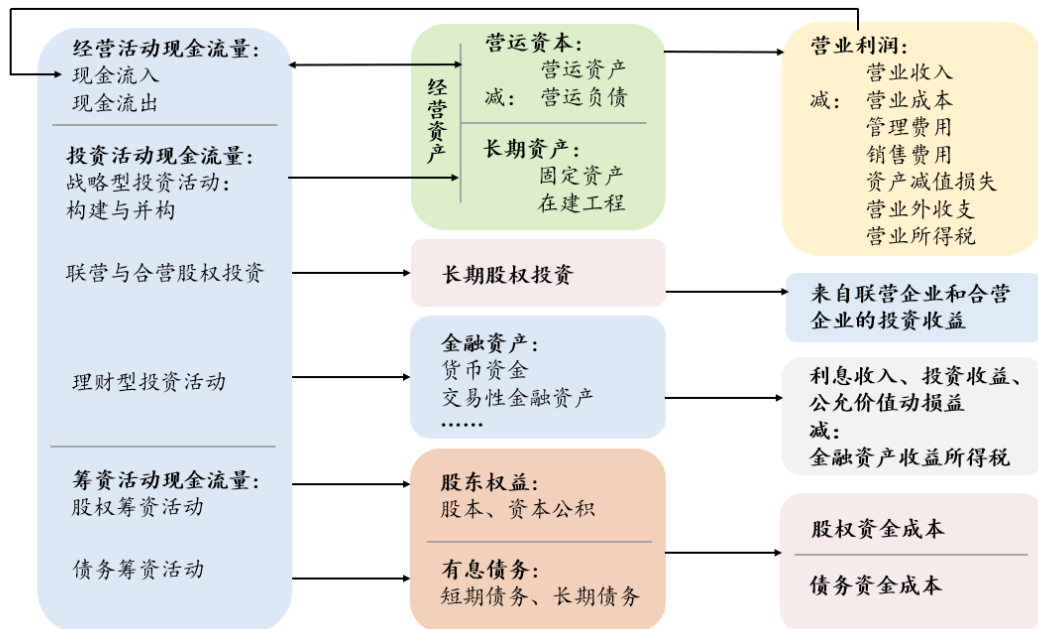 经营活动现金流量：
现金流入
现金流出
投资活动现金流量：
战略型投资活动：
构建与并构
联营与合营股权投资
理财型投资活动
筹资活动现金流量：
股权筹资活动
债务筹资活动
经营资产
营运资本：
营运资产
减： 营运负债
长期资产：
固定资产
在建工程
长期股权投资
金融资产：
货币资金
交易性金融资产
……
股东权益：
股本、资本公积
有息债务：
短期债务、长期债务
营业利润：
营业收入
减： 营业成本
管理费用
销售费用
资产减值损失
营业外收支
营业所得税
来自联营企业和合营
企业的投资收益
利息收入、投资收益、
公允价值动损益
减：
金融资产收益所得税
股权资金成本
债务资金成本